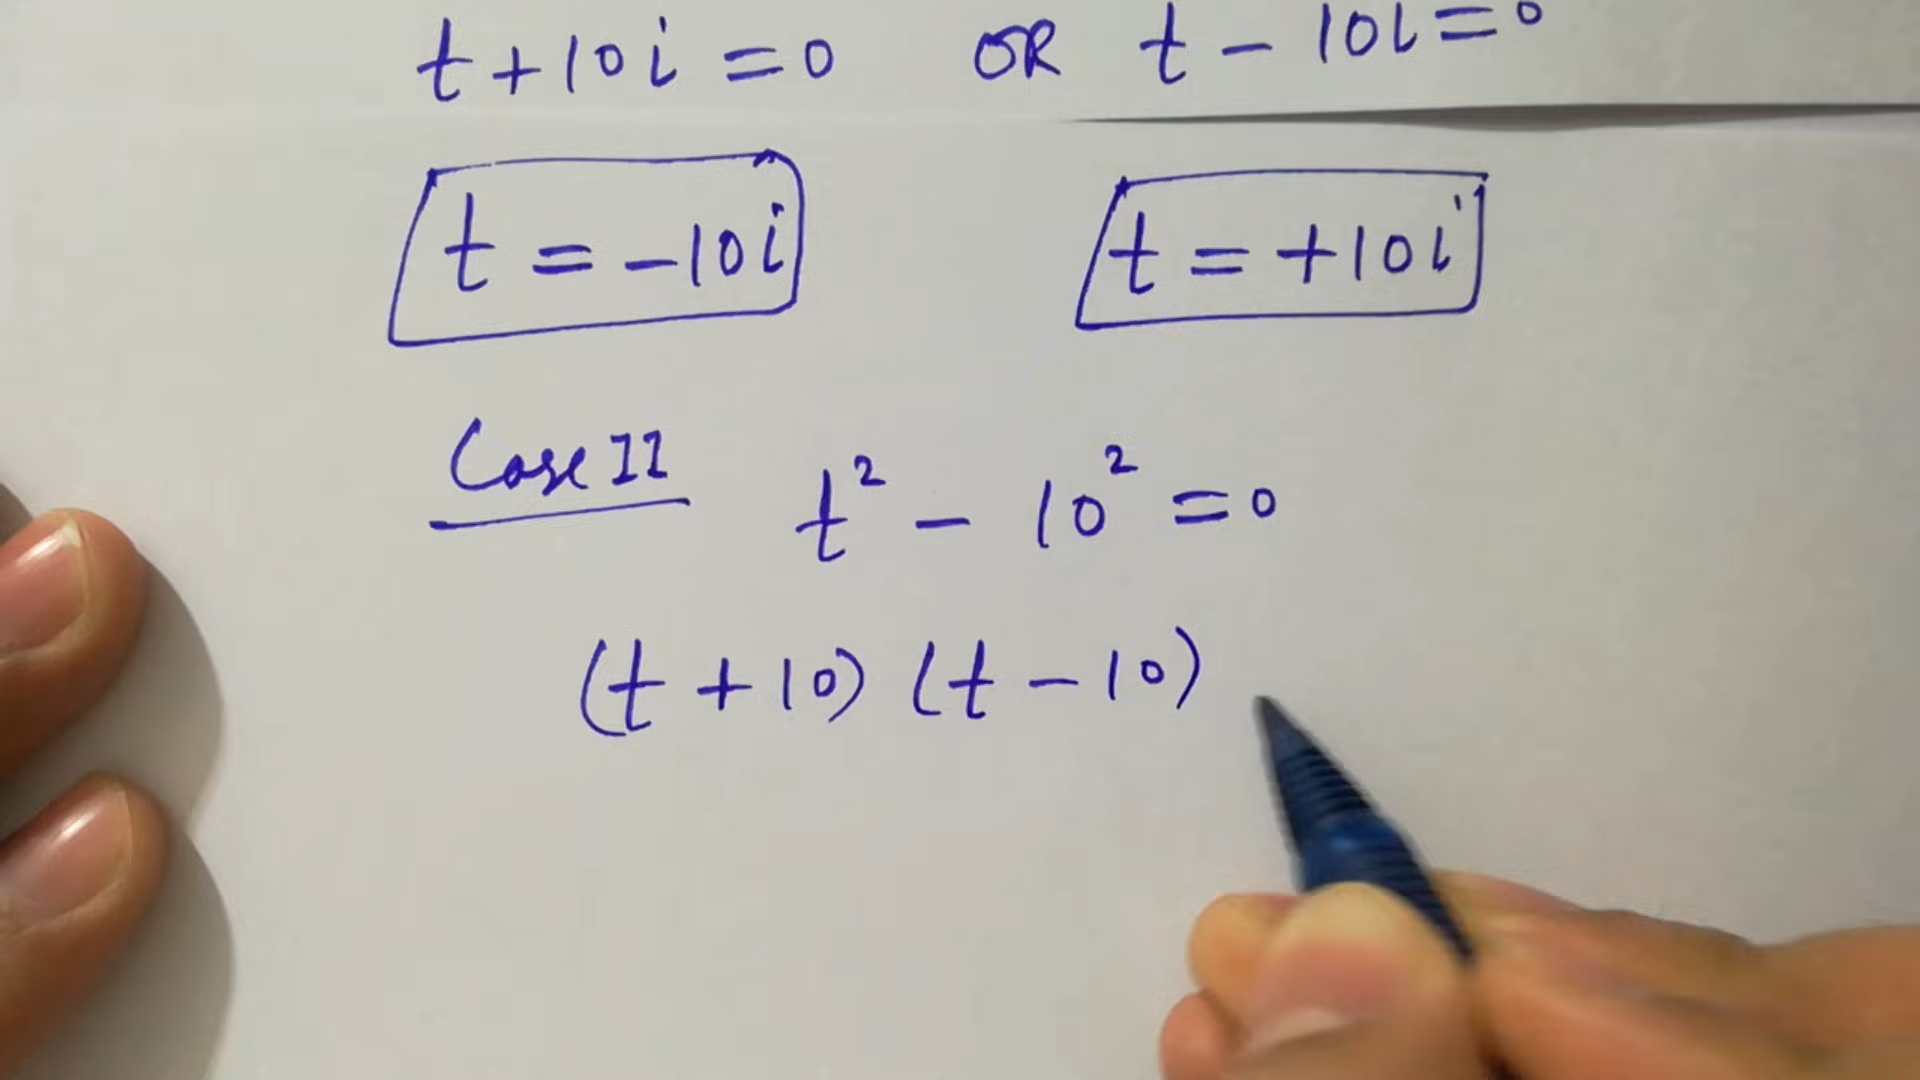 t + 10i = 0 OR t - 10i = 0
t = -10i t = +10i
Case II t² - 10² = 0
(t + 10) (t - 10)